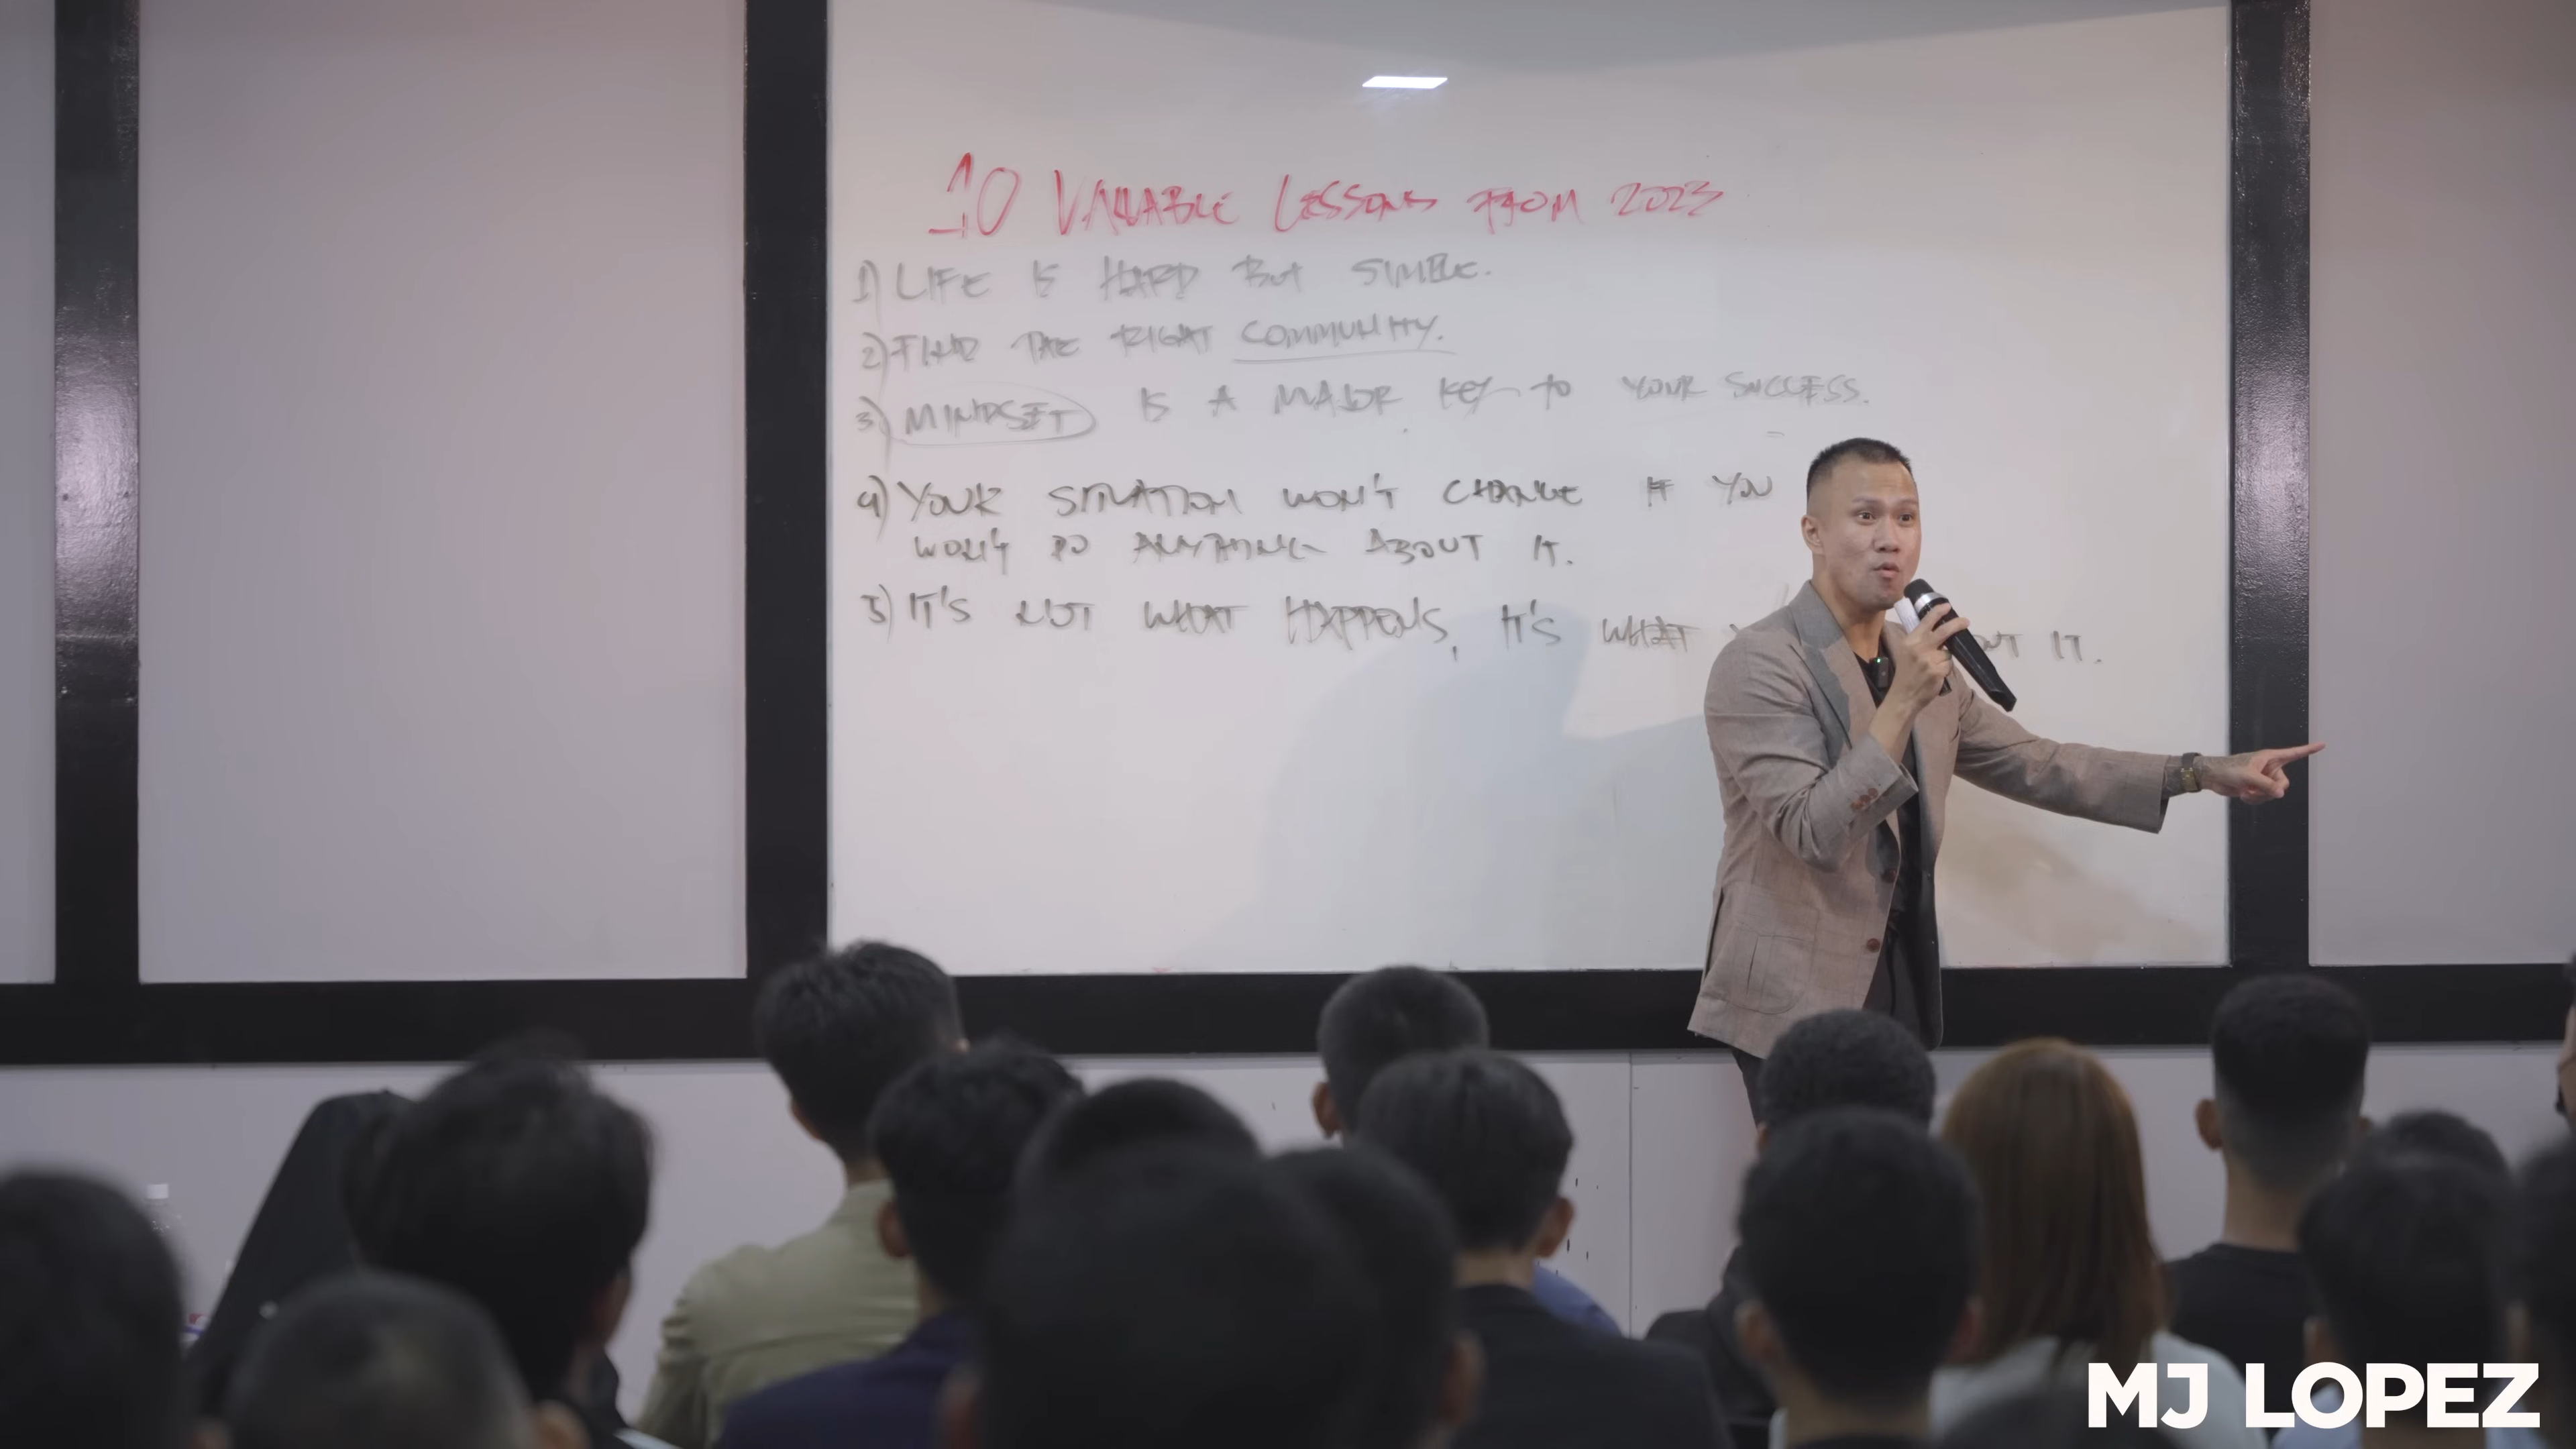 10 VALUABLE LESSONS FROM 2023
1) LIFE IS HARD BUT SIMPLE.
2) FIND THE RIGHT COMMUNITY.
3) MINDSET IS A MAJOR KEY TO YOUR SUCCESS.
4) YOUR SITUATION WON'T CHANGE IF YOU
WON'T DO ANYTHING ABOUT IT.
5) IT'S NOT WHAT HAPPENS, IT'S WHAT IT.
MJ LOPEZ